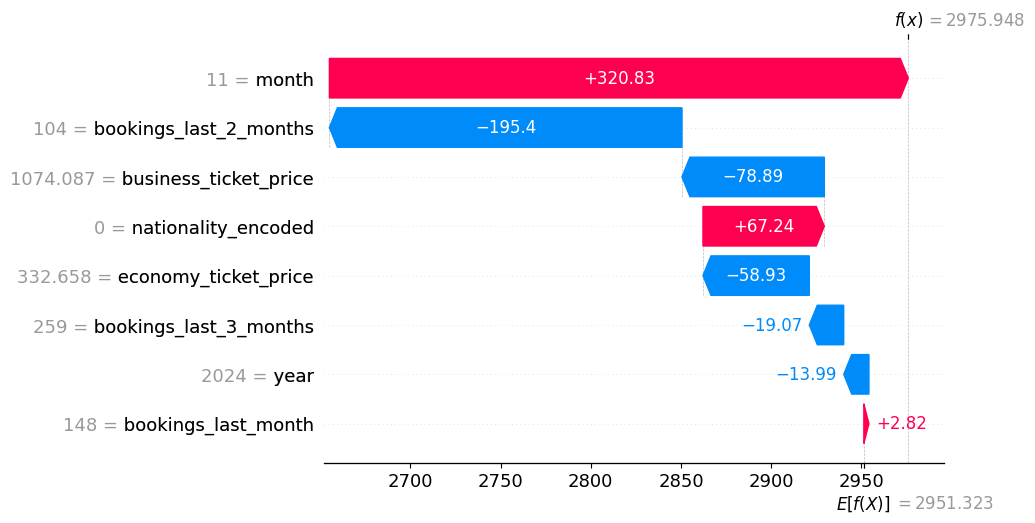 f(x) = 2975.948
11 = month
+320.83
104 = bookings_last_2_months
−195.4
1074.087 = business_ticket_price
−78.89
0 = nationality_encoded
+67.24
332.658 = economy_ticket_price
−58.93
259 = bookings_last_3_months
−19.07
2024 = year
−13.99
148 = bookings_last_month
+2.82
2700 2750 2800 2850 2900 2950
E[f(X)] = 2951.323